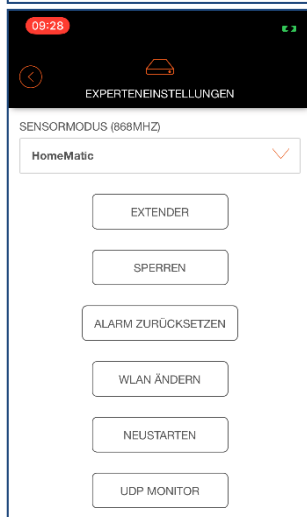 09:28
EXPERTENEINSTELLUNGEN
SENSORMODUS (868MHZ)
HomeMatic
EXTENDER
SPERREN
ALARM ZURÜCKSETZEN
WLAN ÄNDERN
NEUSTARTEN
UDP MONITOR